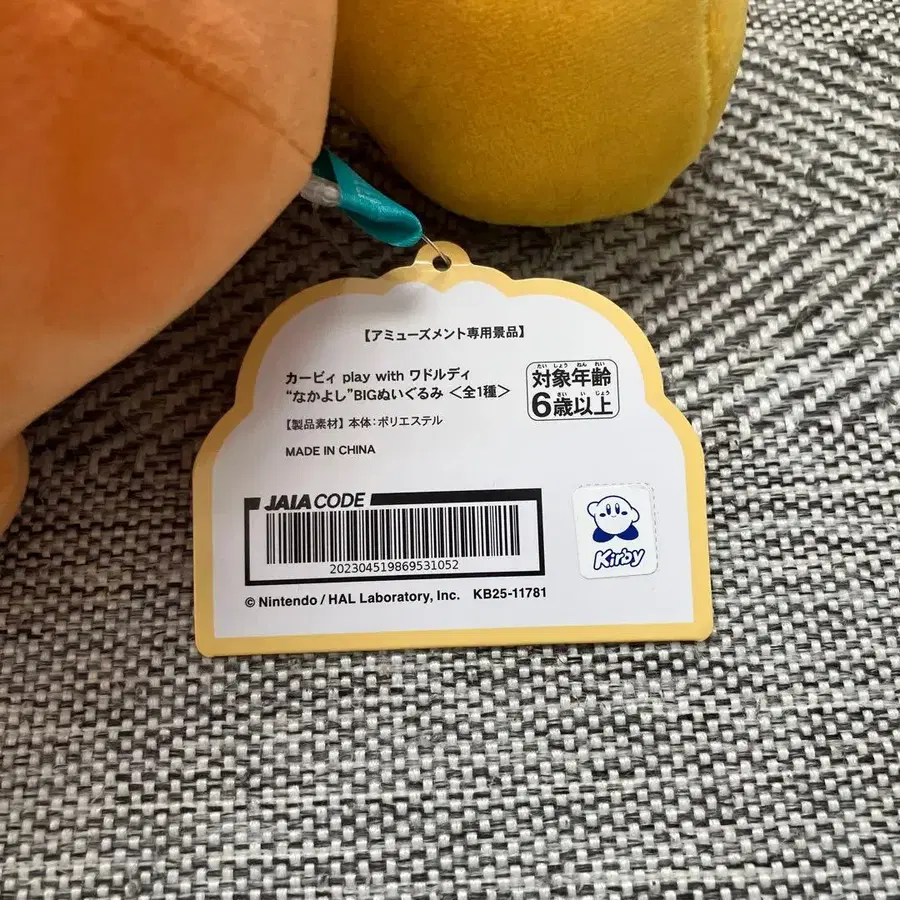 【アミューズメント専用景品】
カービィ play with ワドルディ
“なかよし”BIGぬいぐるみ＜全1種＞
たい しょう ねん れい
対象年齢
さい い じょう
6歳以上
【製品素材】本体：ポリエステル
MADE IN CHINA
JAIA CODE
202304519869531052
Kirby
© Nintendo / HAL Laboratory, Inc. KB25-11781